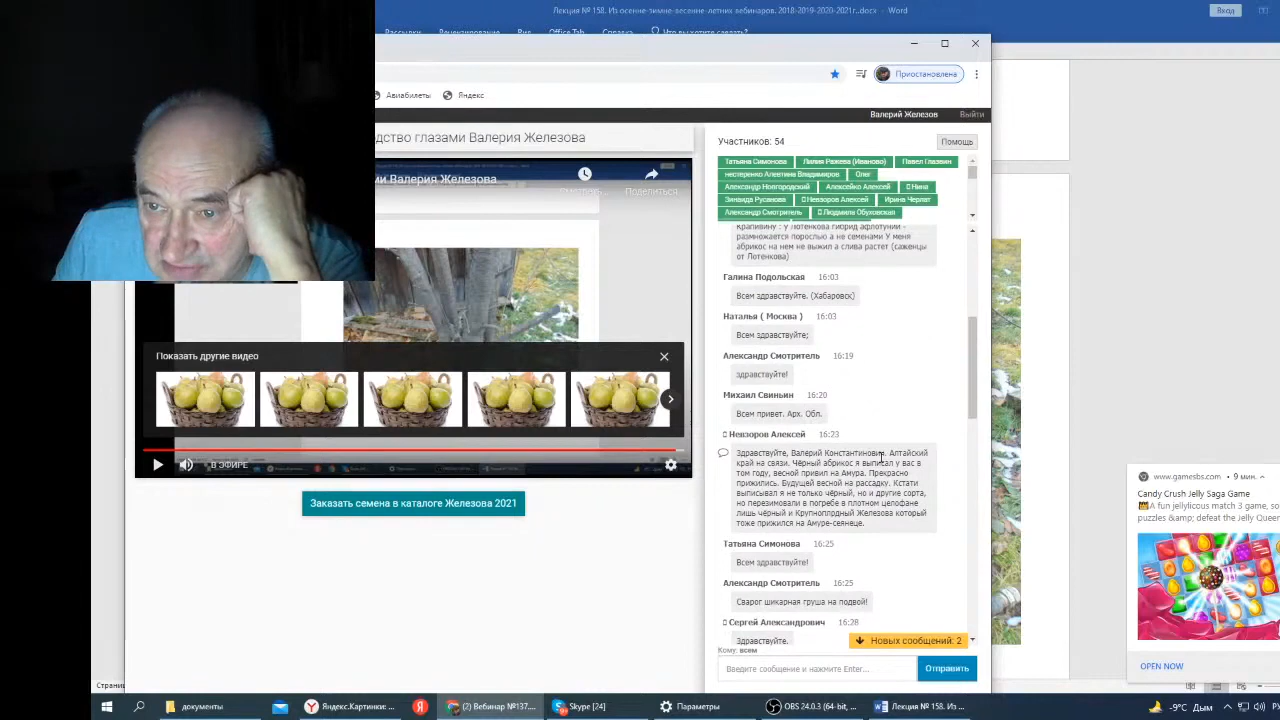 Лекция № 158. Из осенне-зимне-весенне-летних вебинаров. 2018-2019-2020-2021г..docx - Word
Вход
Рассылки Рецензирование Вид Office Tab Справка Что вы хотите сделать?
Приостановлена
Авиабилеты Яндекс
Валерий Железов Выйти
одство глазами Валерия Железова
Участников: 54
Помощь
Татьяна Симонова Лилия Ражева (Иваново) Павел Глазвин
нестеренко Алевтина Владимиров Олег
Александр Новгородский Алексейко Алексей Нина
Зинаида Русанова Невзоров Алексей Ирина Черлат
Александр Смотритель Людмила Обуховская
ми Валерия Железова
Смотреть... Поделиться
Крапивину : у Лотенкова гибрид афлотунии -
размножается порослью а не семенами У меня
абрикос на нем не выжил а слива растет (саженцы
от Лотенкова)
Галина Подольская 16:03
Всем здравствуйте. (Хабаровск)
Наталья ( Москва ) 16:03
Всем здравствуйте;
Александр Смотритель 16:19
здравствуйте!
Михаил Свиньин 16:20
Всем привет. Арх. Обл.
Невзоров Алексей 16:23
Здравствуйте, Валерий Константинович. Алтайский
край на связи. Чёрный абрикос я выписал у вас в
том году, весной привил на Амура. Прекрасно
прижились. Будущей весной на рассадку. Кстати
выписывал я не только чёрный, но и другие сорта,
но перезимовали в погребе в плотном целофане
лишь чёрный и Крупноплрдный Железова который
тоже прижился на Амуре-сеянеце.
Татьяна Симонова 16:25
Всем здравствуйте!
Александр Смотритель 16:25
Сварог шикарная груша на подвой!
Сергей Александрович 16:28
Здравствуйте.
Новых сообщений: 2
Кому: всем
Введите сообщение и нажмите Enter...
Отправить
Показать другие видео
В ЭФИРЕ
Заказать семена в каталоге Железова 2021
www.gamesbs.com • 9 мин.
Candy Crush Jelly Saga Game
A fun jellylicious match 3 game, so
puzzles &amp; defeat the Jelly Queen
OPEN NOW
Страниц
документы
Яндекс.Картинки: ...
(2) Вебинар №137....
Skype [24]
Параметры
OBS 24.0.3 (64-bit, ...
Лекция № 158. Из ...
-9°C Дым